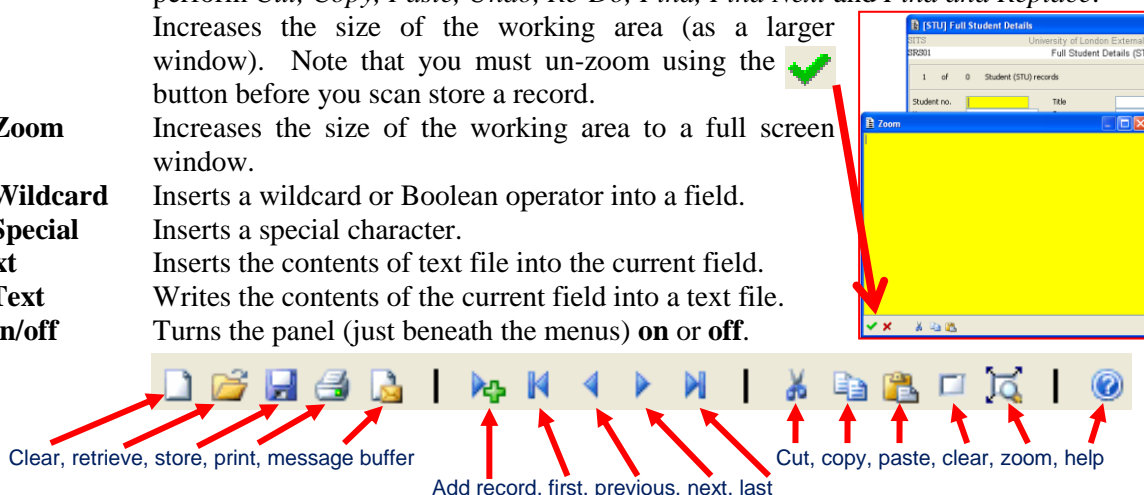 perform Cut, Copy, Paste, Undo, Re-Do, Find, Find Next and Find and Replace.
Increases the size of the working area (as a larger
window). Note that you must un-zoom using the
button before you scan store a record.
Zoom Increases the size of the working area to a full screen
window.
Wildcard Inserts a wildcard or Boolean operator into a field.
Special Inserts a special character.
xt Inserts the contents of text file into the current field.
Text Writes the contents of the current field into a text file.
n/off Turns the panel (just beneath the menus) on or off.
[STU] Full Student Details
SITS University of London External
Full Student Details (ST
1 of 0 Student (STU) records
Student no. Title
Zoom
Clear, retrieve, store, print, message buffer
Add record, first, previous, next, last
Cut, copy, paste, clear, zoom, help